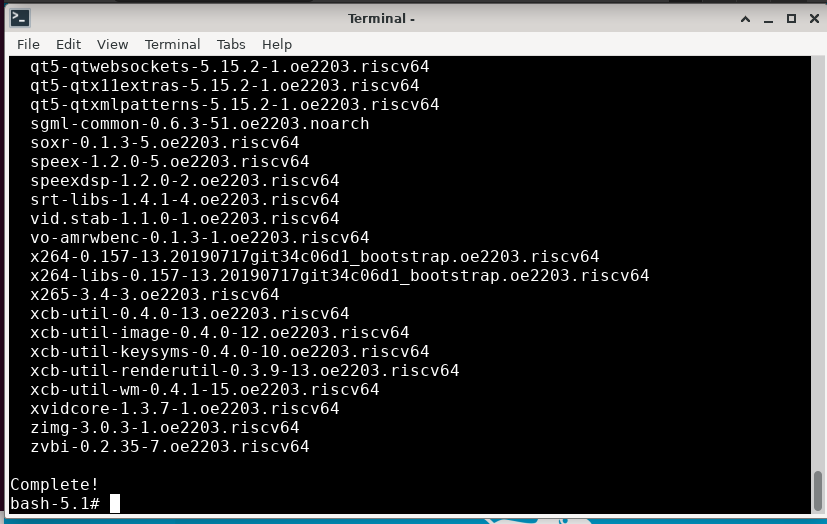 Terminal -
File Edit View Terminal Tabs Help
qt5-qtwebsockets-5.15.2-1.oe2203.riscv64
qt5-qtx11extras-5.15.2-1.oe2203.riscv64
qt5-qtxmlpatterns-5.15.2-1.oe2203.riscv64
sgml-common-0.6.3-51.oe2203.noarch
soxr-0.1.3-5.oe2203.riscv64
speex-1.2.0-5.oe2203.riscv64
speexdsp-1.2.0-2.oe2203.riscv64
srt-libs-1.4.1-4.oe2203.riscv64
vid.stab-1.1.0-1.oe2203.riscv64
vo-amrwbenc-0.1.3-1.oe2203.riscv64
x264-0.157-13.20190717git34c06d1_bootstrap.oe2203.riscv64
x264-libs-0.157-13.20190717git34c06d1_bootstrap.oe2203.riscv64
x265-3.4-3.oe2203.riscv64
xcb-util-0.4.0-13.oe2203.riscv64
xcb-util-image-0.4.0-12.oe2203.riscv64
xcb-util-keysyms-0.4.0-10.oe2203.riscv64
xcb-util-renderutil-0.3.9-13.oe2203.riscv64
xcb-util-wm-0.4.1-15.oe2203.riscv64
xvidcore-1.3.7-1.oe2203.riscv64
zimg-3.0.3-1.oe2203.riscv64
zvbi-0.2.35-7.oe2203.riscv64
Complete!
bash-5.1#